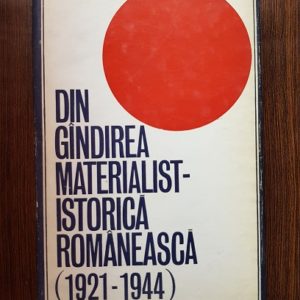 DIN
GÎNDIREA
MATERIALIST-
ISTORICĂ
ROMÂNEASCĂ
(1921-1944)